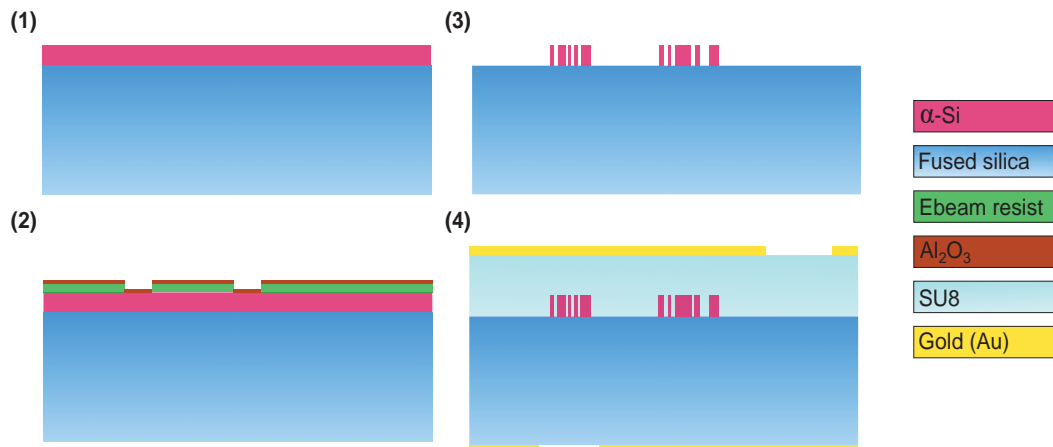 (1)
(3)
(2)
(4)
α-Si
Fused silica
Ebeam resist
Al₂O₃
SU8
Gold (Au)